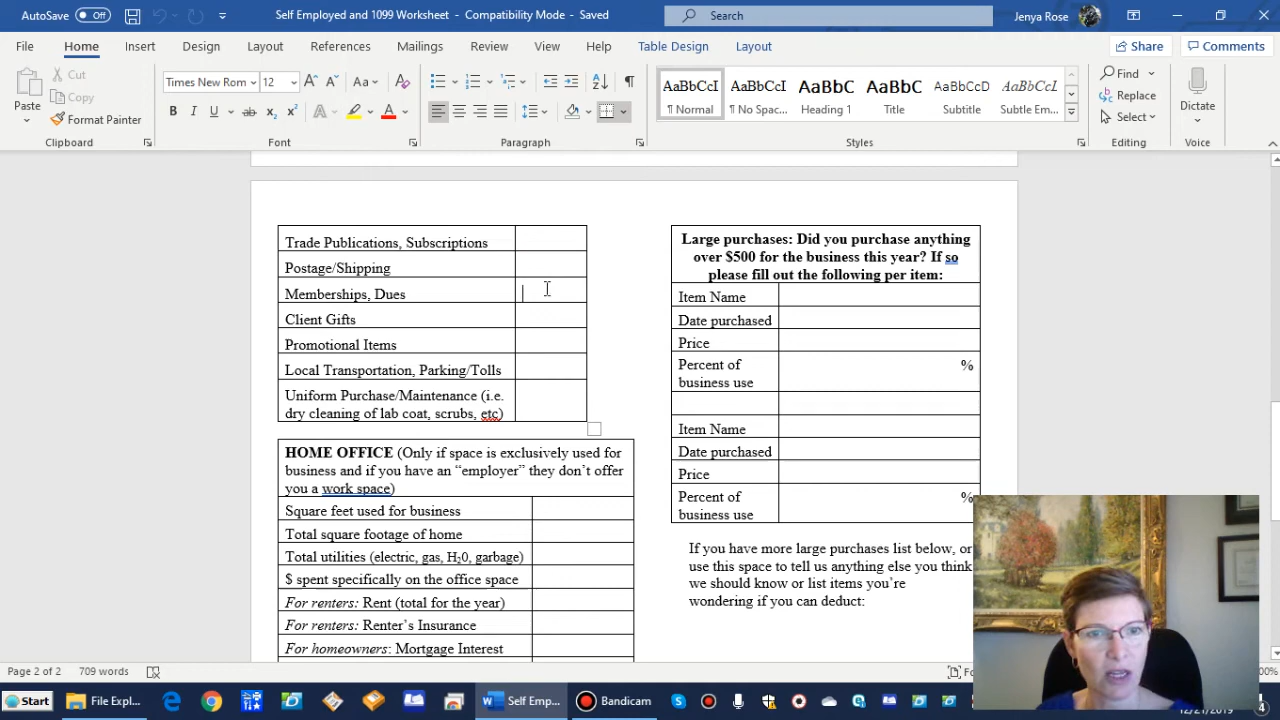 AutoSave Off
Self Employed and 1099 Worksheet - Compatibility Mode - Saved
Search
Jenya Rose
File Home Insert Design Layout References Mailings Review View Help Table Design Layout
Share Comments
Paste
Cut
Copy
Format Painter
Clipboard
Times New Rom 12
Font
Paragraph
AaBbCcI AaBbCcI AaBbC AaBbC AaBbCcD AaBbCcI
¶ Normal ¶ No Spac... Heading 1 Title Subtitle Subtle Em...
Styles
Find
Replace
Select
Editing
Dictate
Voice
Trade Publications, Subscriptions
Postage/Shipping
Memberships, Dues
Client Gifts
Promotional Items
Local Transportation, Parking/Tolls
Uniform Purchase/Maintenance (i.e.
dry cleaning of lab coat, scrubs, etc)
HOME OFFICE (Only if space is exclusively used for
business and if you have an “employer” they don’t offer
you a work space)
Square feet used for business
Total square footage of home
Total utilities (electric, gas, H20, garbage)
$ spent specifically on the office space
For renters: Rent (total for the year)
For renters: Renter’s Insurance
For homeowners: Mortgage Interest
Large purchases: Did you purchase anything
over $500 for the business this year? If so
please fill out the following per item:
Item Name
Date purchased
Price
Percent of
business use
%
Item Name
Date purchased
Price
Percent of
business use
%
If you have more large purchases list below, or
use this space to tell us anything else you think
we should know or list items you’re
wondering if you can deduct:
Page 2 of 2 709 words
Start
File Expl...
Self Emp...
Bandicam
12/21/2019